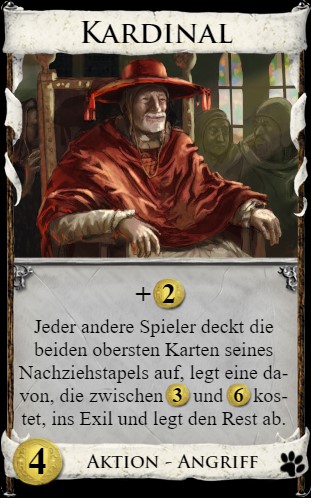 Kardinal
+2
Jeder andere Spieler deckt die
beiden obersten Karten seines
Nachziehstapels auf, legt eine da-
von, die zwischen 3 und 6 kos-
tet, ins Exil und legt den Rest ab.
4 Aktion - Angriff